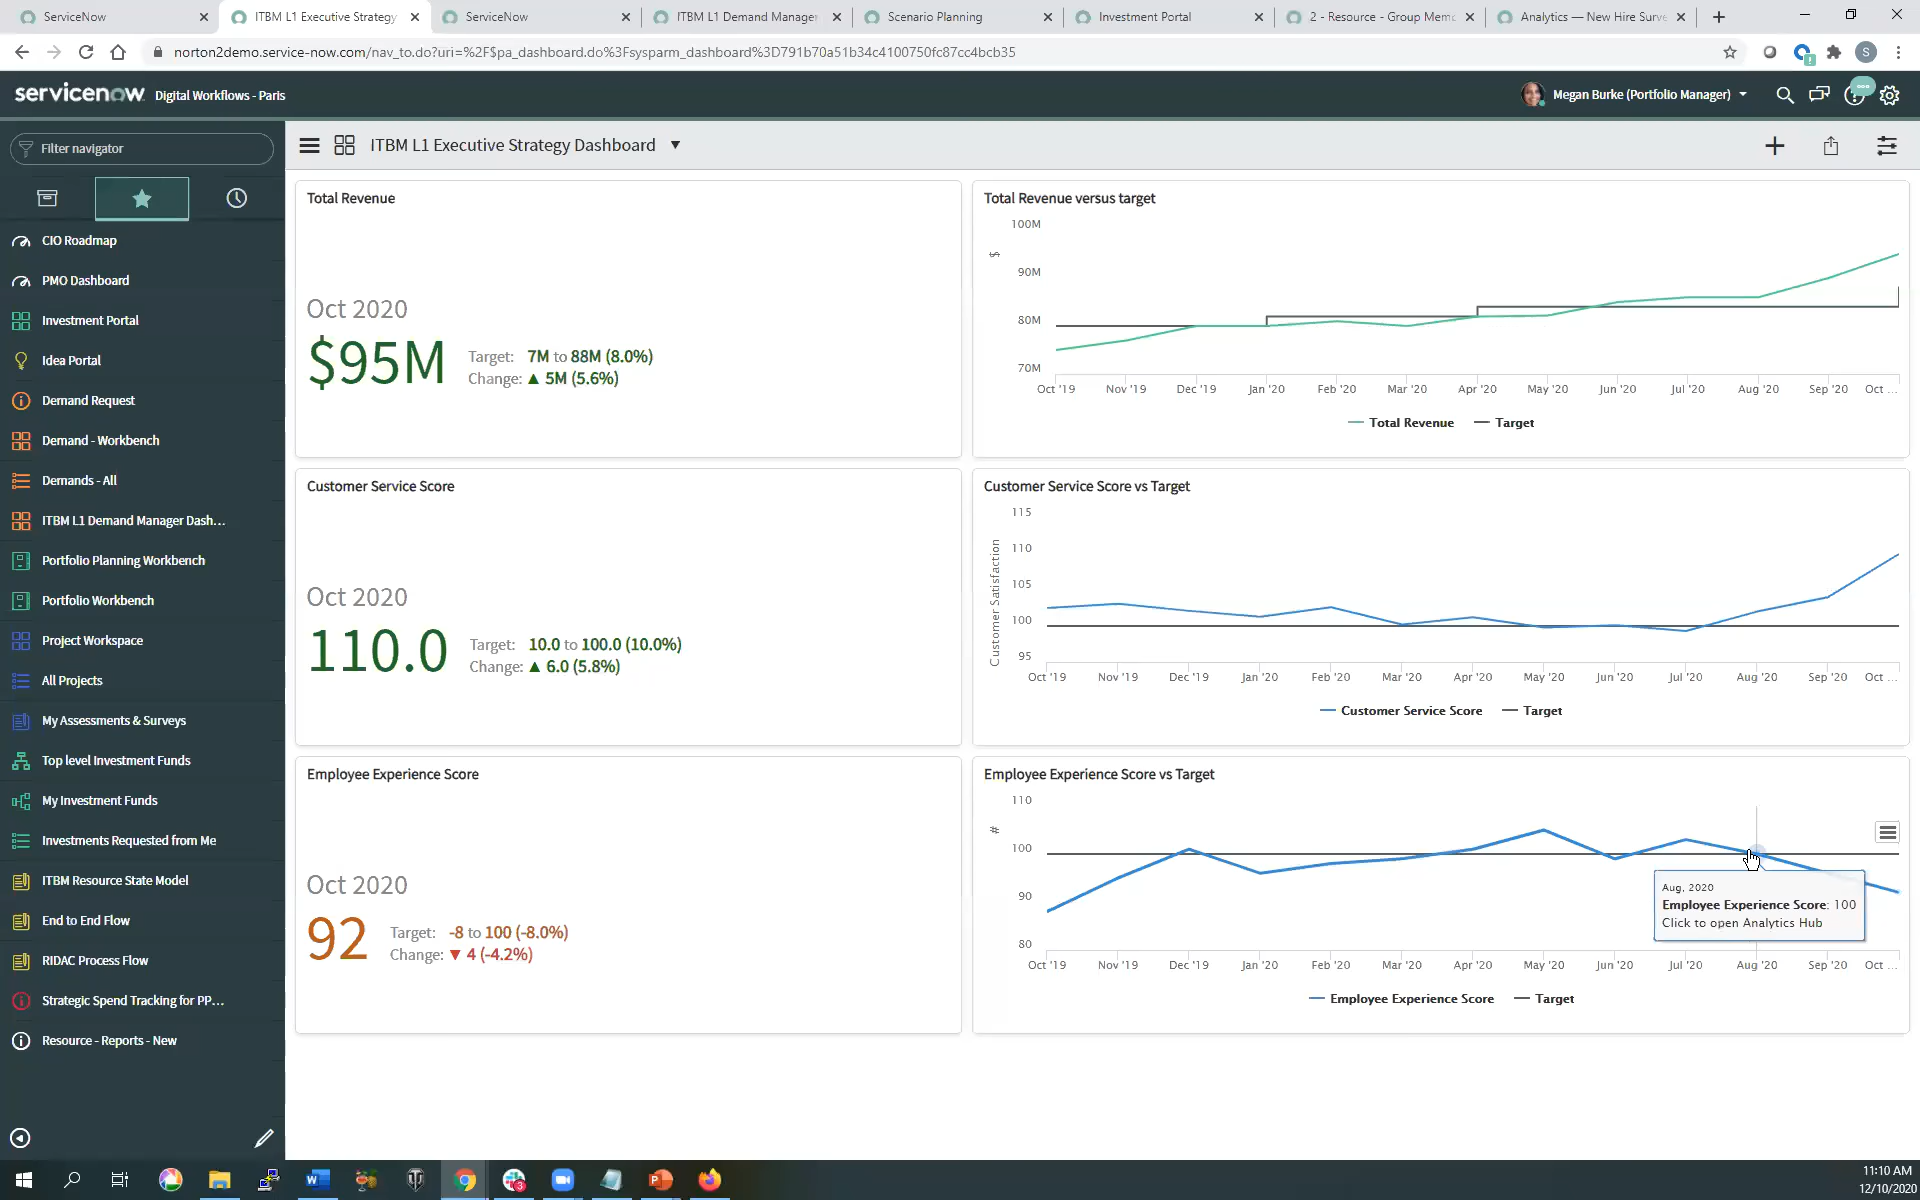 ServiceNow
ITBM L1 Executive Strategy
ServiceNow
ITBM L1 Demand Manager
Scenario Planning
Investment Portal
2 - Resource - Group Memb
Analytics — New Hire Surve
norton2demo.service-now.com/nav_to.do?uri=%2F$pa_dashboard.do%3Fsysparm_dashboard%3D791b70a51b34c4100750fc87cc4bcb35
S
servicenow Digital Workflows - Paris
Megan Burke (Portfolio Manager)
Filter navigator
ITBM L1 Executive Strategy Dashboard
CIO Roadmap
PMO Dashboard
Investment Portal
Idea Portal
Demand Request
Demand - Workbench
Demands - All
ITBM L1 Demand Manager Dash...
Portfolio Planning Workbench
Portfolio Workbench
Project Workspace
All Projects
My Assessments & Surveys
Top level Investment Funds
My Investment Funds
Investments Requested from Me
ITBM Resource State Model
End to End Flow
RIDAC Process Flow
Strategic Spend Tracking for PP...
Resource - Reports - New
Total Revenue
Oct 2020
$95M
Target: 7M to 88M (8.0%)
Change: ▲ 5M (5.6%)
Total Revenue versus target
$
100M
90M
80M
70M
Oct '19 Nov '19 Dec '19 Jan '20 Feb '20 Mar '20 Apr '20 May '20 Jun '20 Jul '20 Aug '20 Sep '20 Oct ...
Total Revenue Target
Customer Service Score
Oct 2020
110.0
Target: 10.0 to 100.0 (10.0%)
Change: ▲ 6.0 (5.8%)
Customer Service Score vs Target
Customer Satisfaction
115
110
105
100
95
Oct '19 Nov '19 Dec '19 Jan '20 Feb '20 Mar '20 Apr '20 May '20 Jun '20 Jul '20 Aug '20 Sep '20 Oct ...
Customer Service Score Target
Employee Experience Score
Oct 2020
92
Target: -8 to 100 (-8.0%)
Change: ▼ 4 (-4.2%)
Employee Experience Score vs Target
#
110
100
90
80
Aug, 2020
Employee Experience Score: 100
Click to open Analytics Hub
Oct '19 Nov '19 Dec '19 Jan '20 Feb '20 Mar '20 Apr '20 May '20 Jun '20 Jul '20 Aug '20 Sep '20 Oct ...
Employee Experience Score Target
11:10 AM
12/10/2020